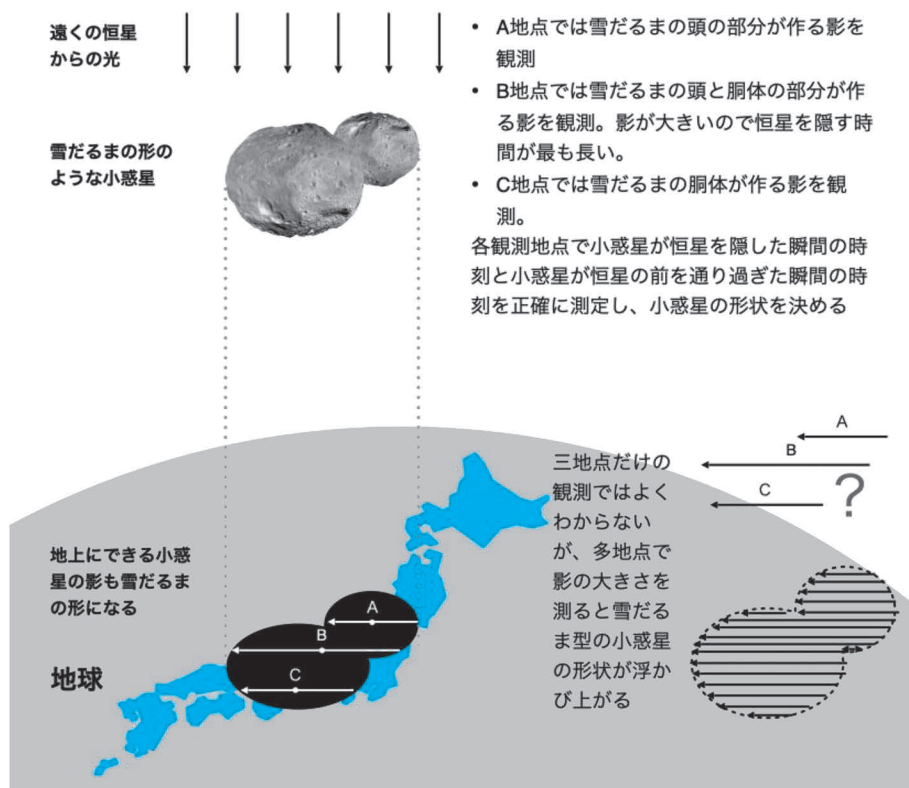 遠くの恒星
からの光
• A地点では雪だるまの頭の部分が作る影を
観測
• B地点では雪だるまの頭と胴体の部分が作
る影を観測。影が大きいので恒星を隠す時
間が最も長い。
• C地点では雪だるまの胴体が作る影を観
測。
各観測地点で小惑星が恒星を隠した瞬間の時
刻と小惑星が恒星の前を通り過ぎた瞬間の時
刻を正確に測定し、小惑星の形状を決める
雪だるまの形の
ような小惑星
A
B
C
?
三地点だけの
観測ではよく
わからない
が、多地点で
影の大きさを
測ると雪だる
ま型の小惑星
の形状が浮か
び上がる
地上にできる小惑
星の影も雪だるま
の形になる
A
B
C
地球